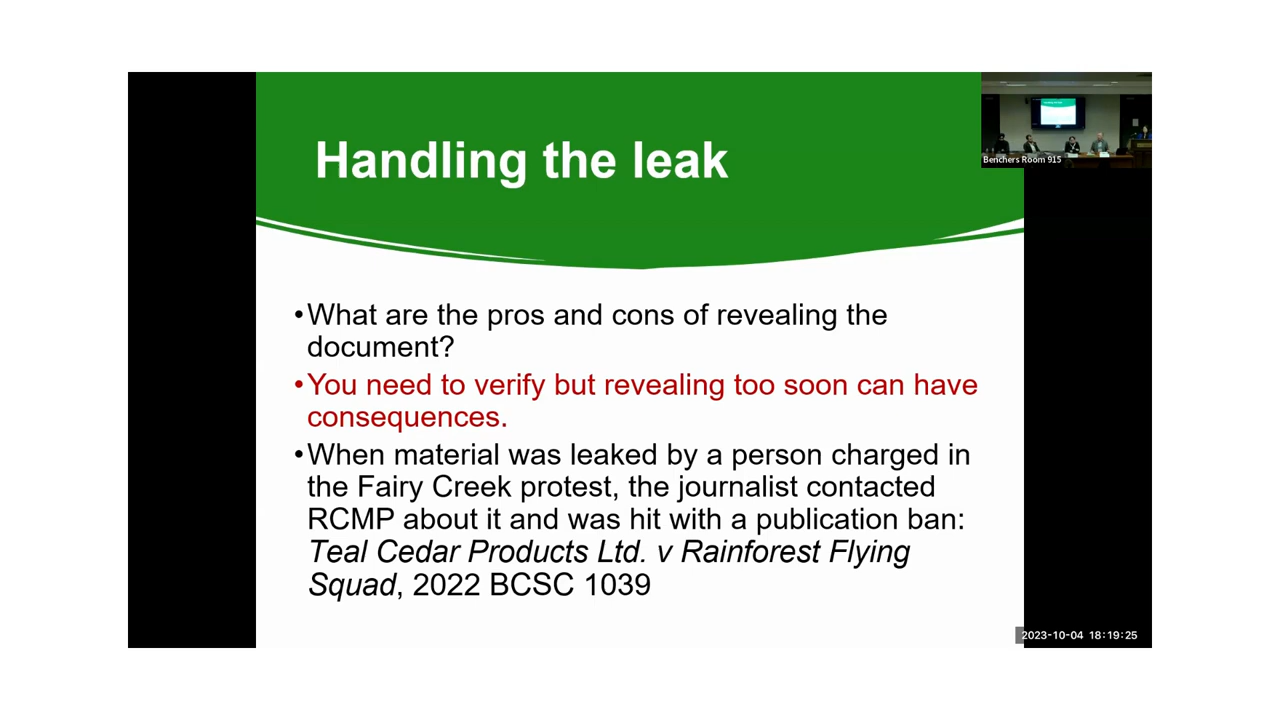 Handling the leak
Benchers Room 915
•What are the pros and cons of revealing the
document?
•You need to verify but revealing too soon can have
consequences.
•When material was leaked by a person charged in
the Fairy Creek protest, the journalist contacted
RCMP about it and was hit with a publication ban:
Teal Cedar Products Ltd. v Rainforest Flying
Squad, 2022 BCSC 1039
2023-10-04 18:19:25